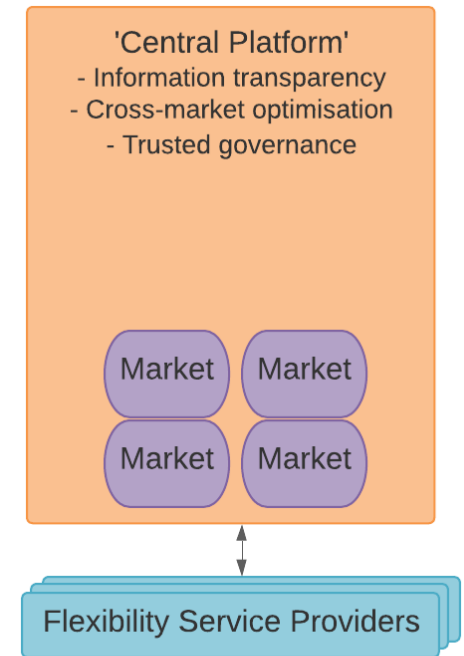 'Central Platform'
- Information transparency
- Cross-market optimisation
- Trusted governance
Market Market
Market Market
Flexibility Service Providers